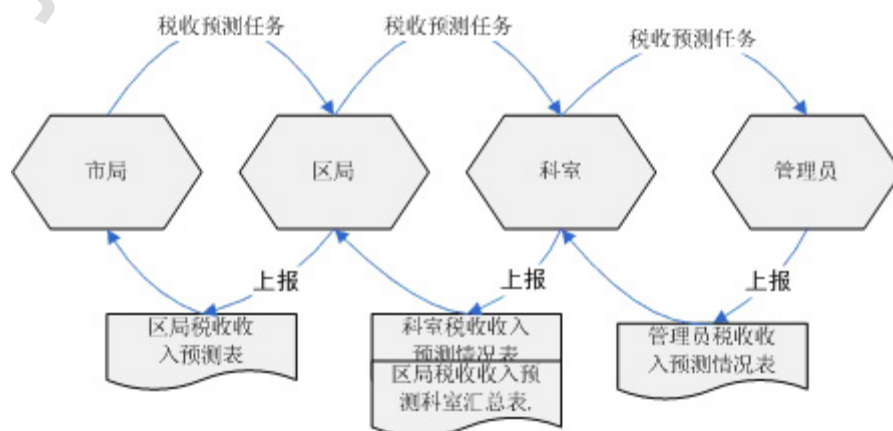 税收预测任务
税收预测任务
税收预测任务
市局
区局
科室
管理员
上报
上报
上报
区局税收收
入预测表
科室税收收入
预测情况表
区局税收收入预
测科室汇总表.
管理员税收收
入预测情况表